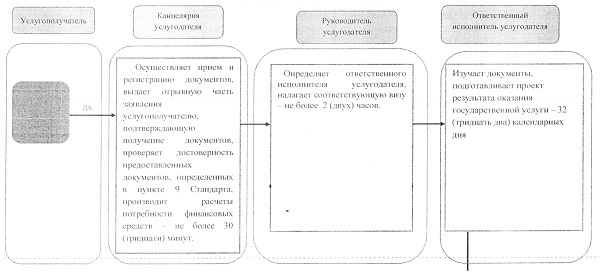 Услугополучатель
Канцелярия
услугодателя
Руководитель
услугодателя
Ответственный
исполнитель услугодателя
ДА
Осуществляет прием и
регистрацию документов,
выдает отрывную часть
заявления
услугополучателю,
подтверждающую
получение документов,
проверяет достоверность
предоставленных
документов, определенных
в пункте 9 Стандарта,
производит расчеты
потребности финансовых
средств – не более 30
(тридцати) минут.
Определяет ответственного
исполнителя услугодателя,
налагает соответствующую визу
– не более 2 (двух) часов.
Изучает документы,
подготавливает проект
результата оказания
государственной услуги – 32
(тридцать два) календарных
дня